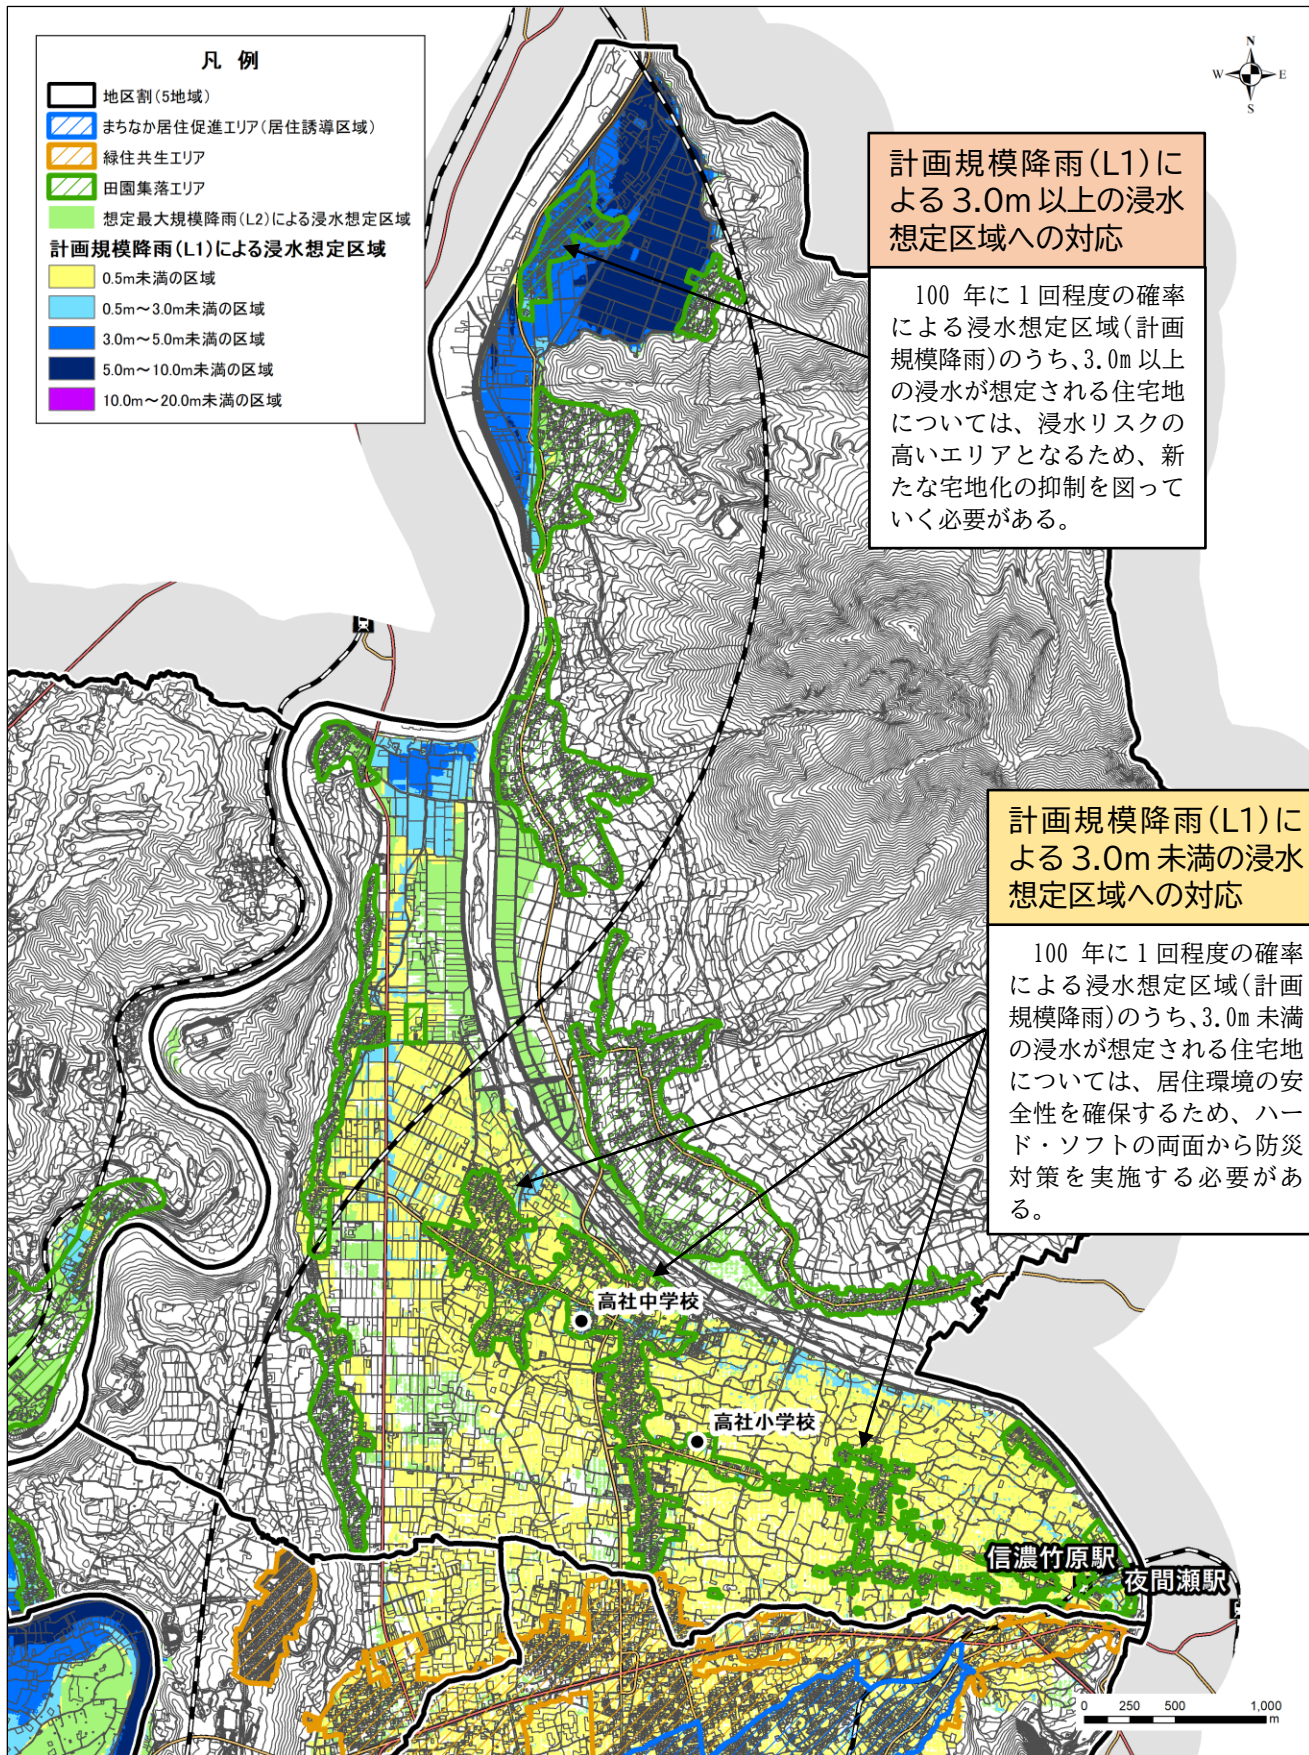 凡 例
地区割(5地域)
まちなか居住促進エリア(居住誘導区域)
緑住共生エリア
田園集落エリア
想定最大規模降雨(L2)による浸水想定区域
計画規模降雨(L1)による浸水想定区域
0.5m未満の区域
0.5m～3.0m未満の区域
3.0m～5.0m未満の区域
5.0m～10.0m未満の区域
10.0m～20.0m未満の区域
N
W
E
S
計画規模降雨(L1)に
よる3.0m以上の浸水
想定区域への対応
100 年に1回程度の確率
による浸水想定区域(計画
規模降雨)のうち、3.0m以上
の浸水が想定される住宅地
については、浸水リスクの
高いエリアとなるため、新
たな宅地化の抑制を図って
いく必要がある。
計画規模降雨(L1)に
よる3.0m未満の浸水
想定区域への対応
100 年に1回程度の確率
による浸水想定区域(計画
規模降雨)のうち、3.0m未満
の浸水が想定される住宅地
については、居住環境の安
全性を確保するため、ハー
ド・ソフトの両面から防災
対策を実施する必要があ
る。
高社中学校
高社小学校
信濃竹原駅
夜間瀬駅
0 250 500 1,000
m